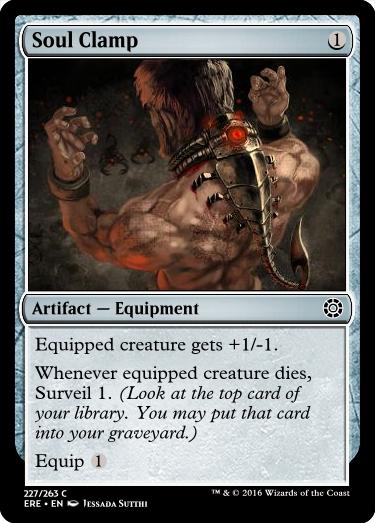 Soul Clamp 1
Artifact — Equipment
Equipped creature gets +1/-1.
Whenever equipped creature dies,
Surveil 1. (Look at the top card of
your library. You may put that card
into your graveyard.)
Equip 1
227/263 C
ERE • EN Jessada Sutthi
™ & © 2016 Wizards of the Coast